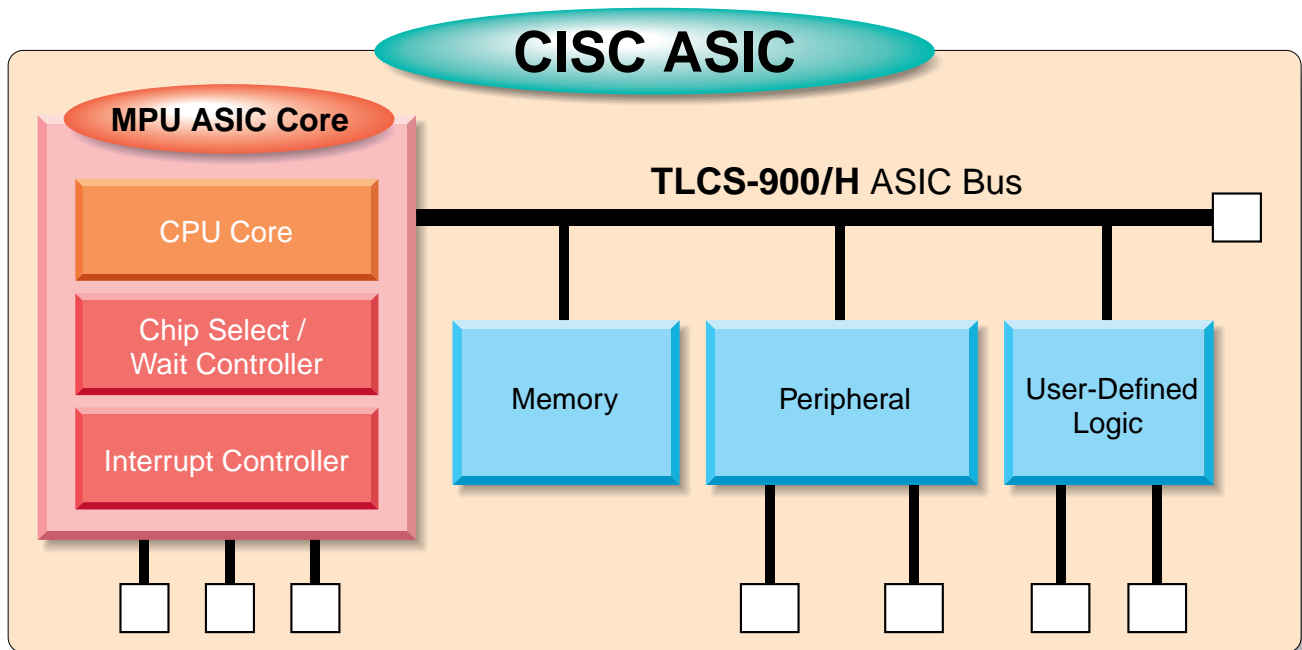 CISC ASIC
MPU ASIC Core
TLCS-900/H ASIC Bus
CPU Core
Chip Select /
Wait Controller
Interrupt Controller
Memory
Peripheral
User-Defined
Logic